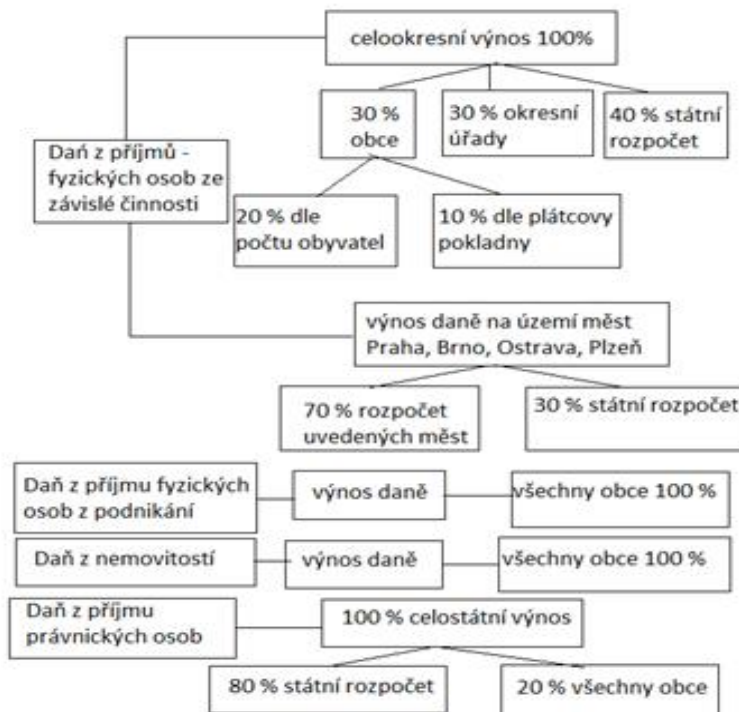 celookresní výnos 100%
30 %
obce
30 % okresní
úřady
40 % státní
rozpočet
Dań z příjmů -
fyzických osob ze
závislé činnosti
20 % dle
počtu obyvatel
10 % dle plátcovy
pokladny
výnos daně na území měst
Praha, Brno, Ostrava, Plzeň
70 % rozpočet
uvedených měst
30 % státní rozpočet
Daň z příjmu fyzických
osob z podnikání
výnos daně
všechny obce 100 %
Daň z nemovitostí
výnos daně
všechny obce 100 %
Daň z příjmu
právnických osob
100 % celostátní výnos
80 % státní rozpočet
20 % všechny obce